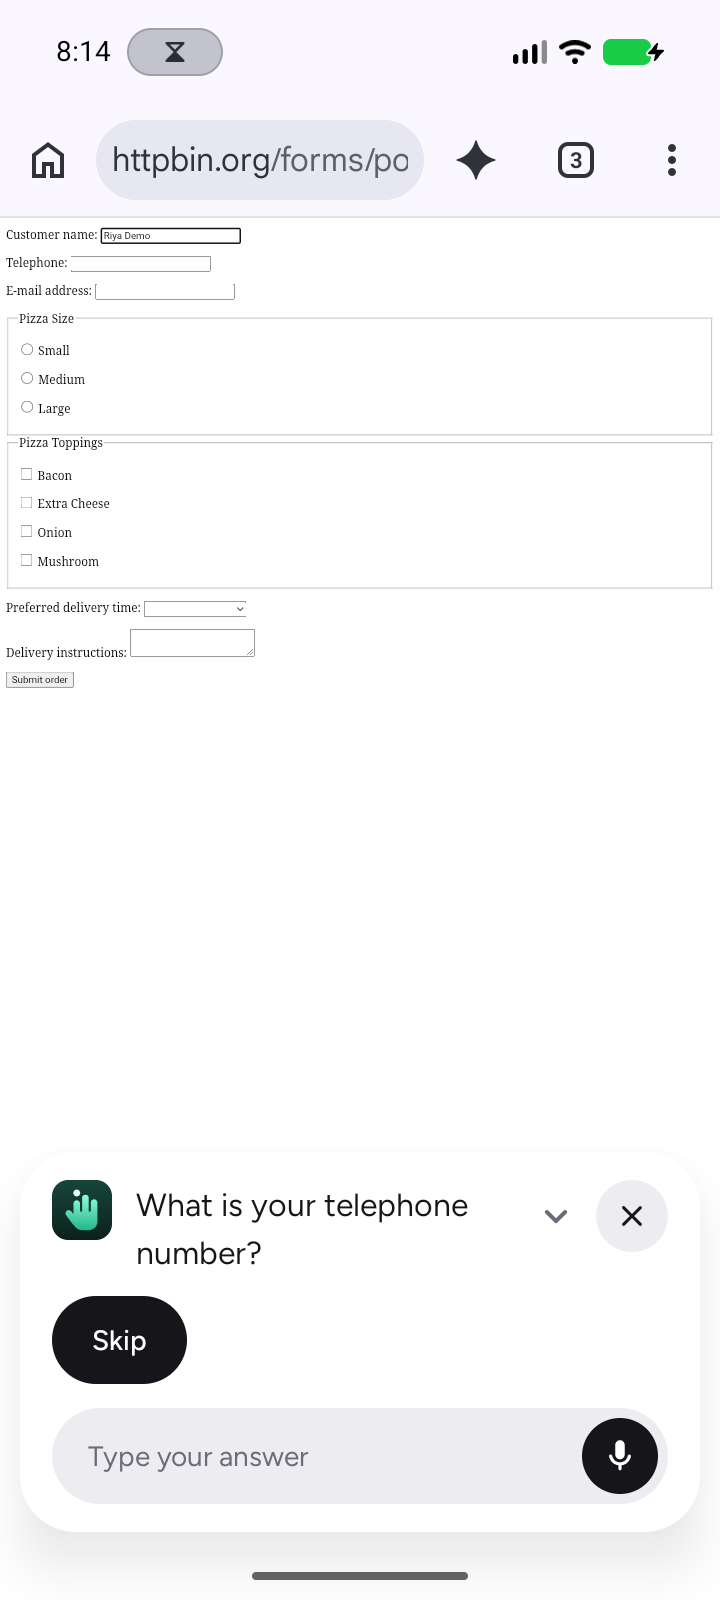 8:14
httpbin.org/forms/po
3
Customer name: Riya Demo
Telephone:
E-mail address:
Pizza Size
Small
Medium
Large
Pizza Toppings
Bacon
Extra Cheese
Onion
Mushroom
Preferred delivery time:
Delivery instructions:
Submit order
What is your telephone
number?
Skip
Type your answer